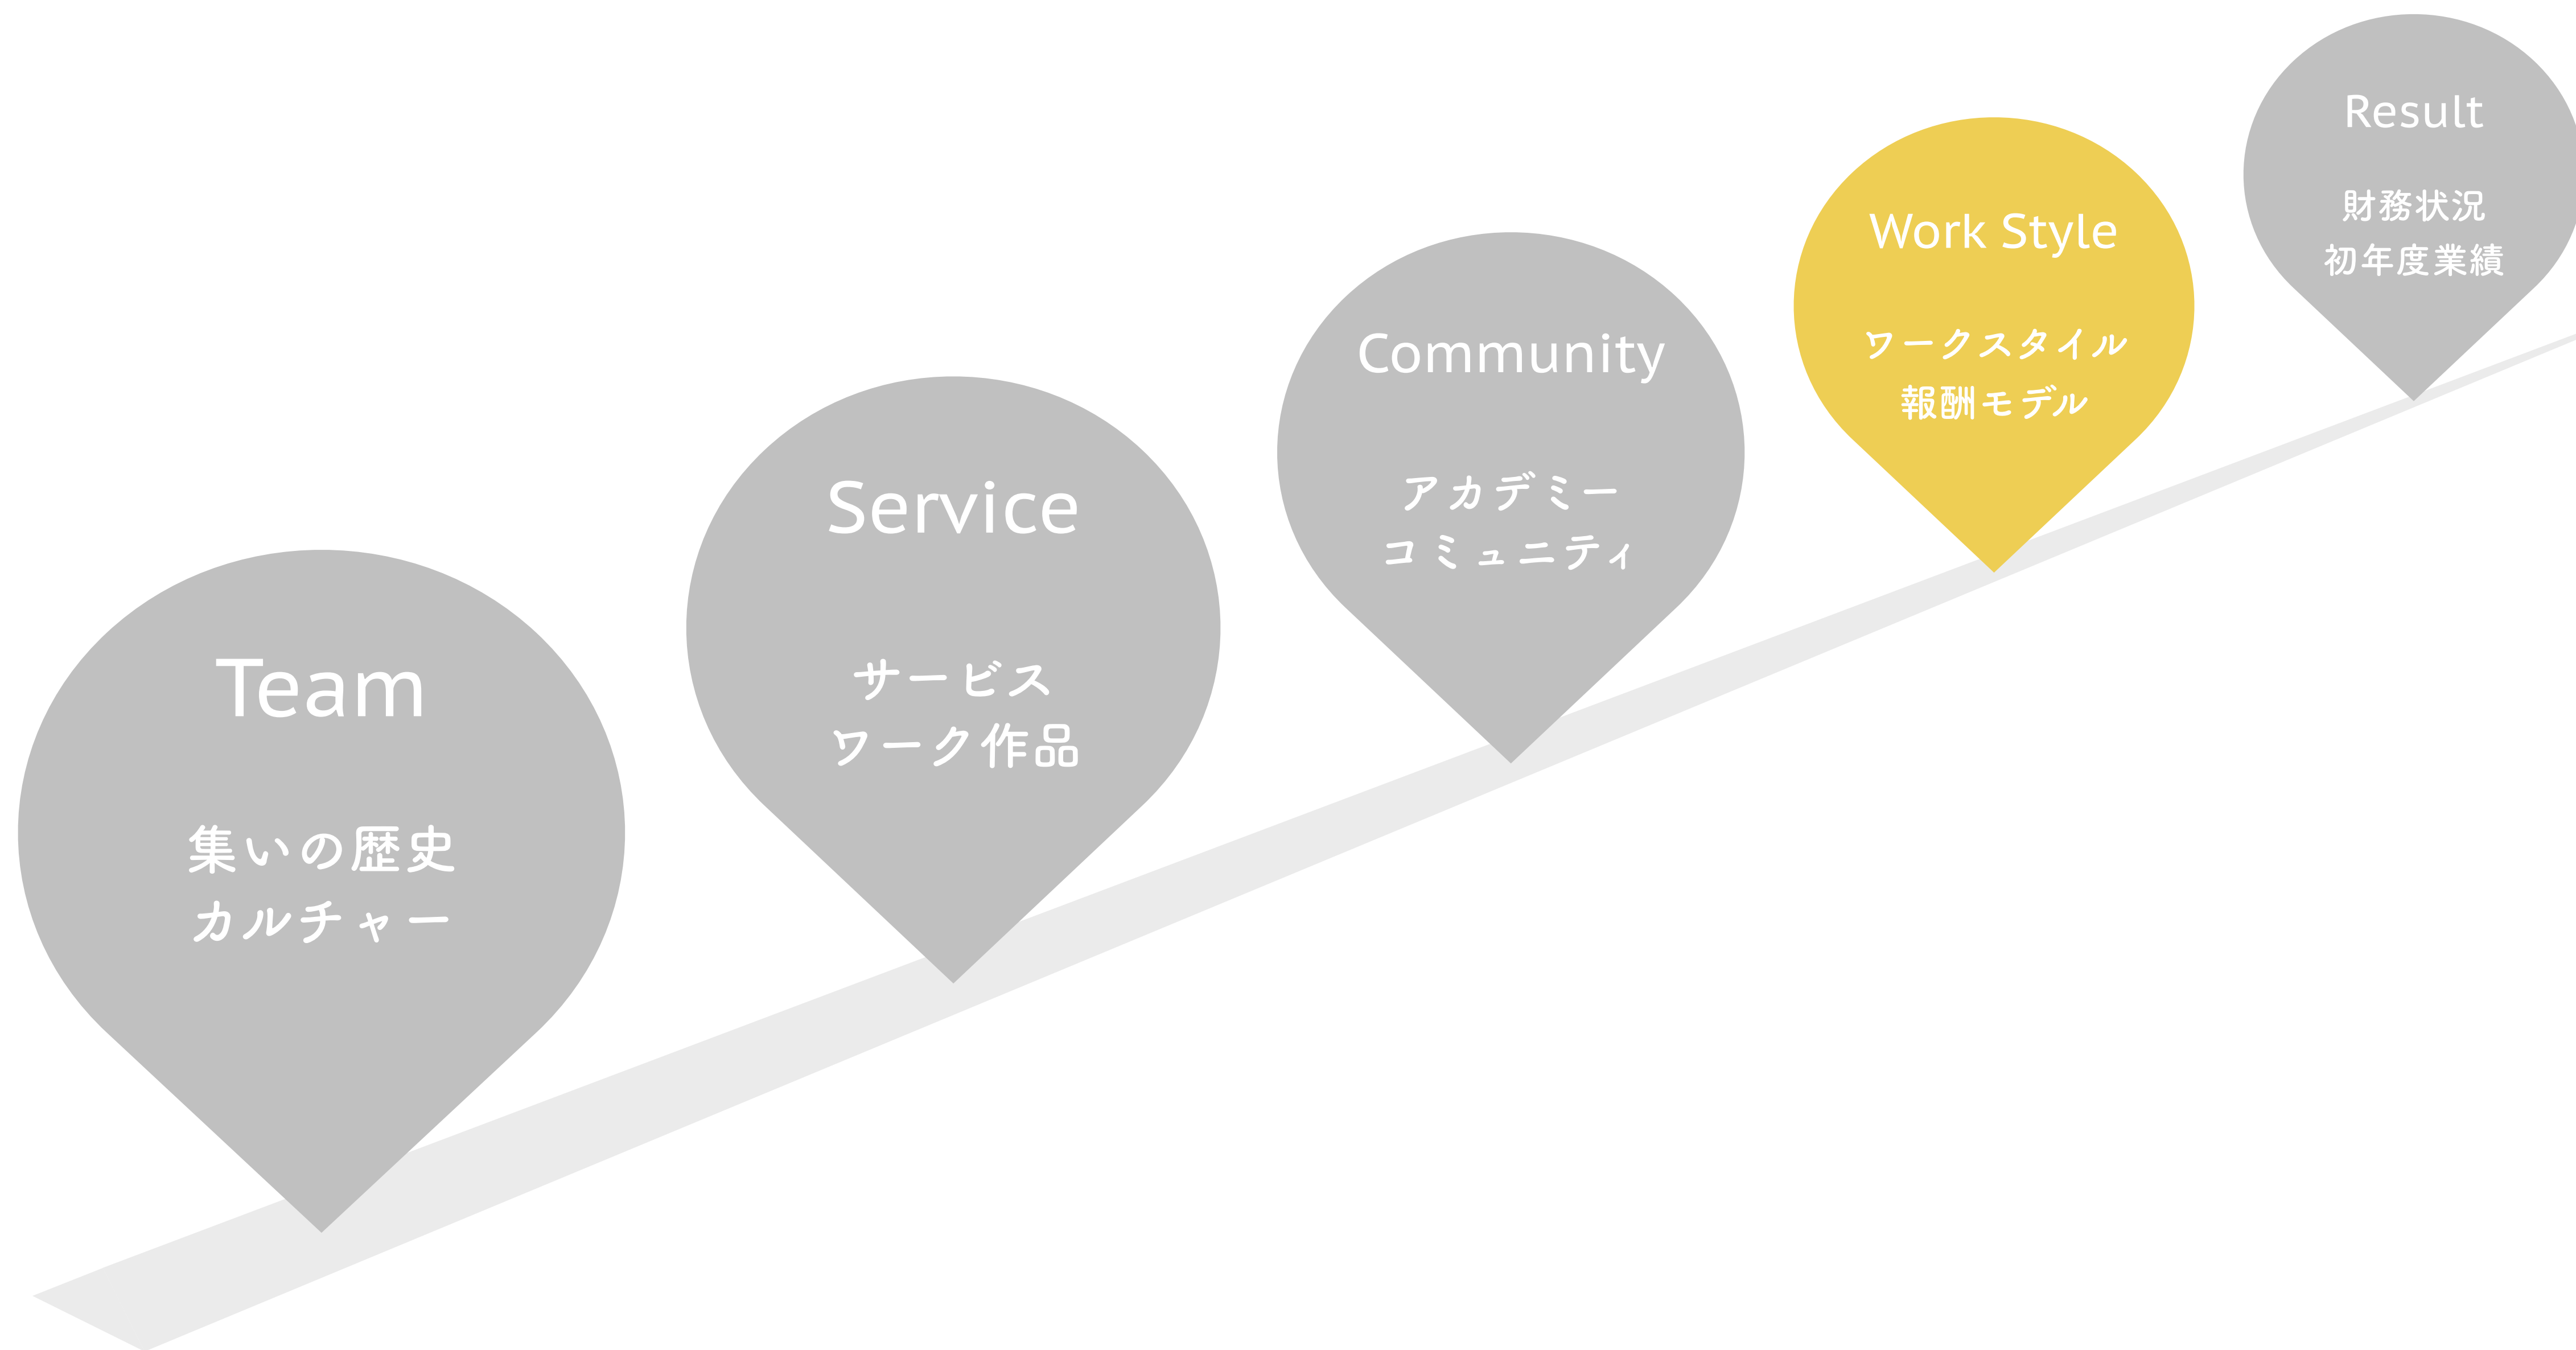 Team
集いの歴史
カルチャー
Service
サービス
ワーク作品
Community
アカデミー
コミュニティ
Work Style
ワークスタイル
報酬モデル
Result
財務状況
初年度業績